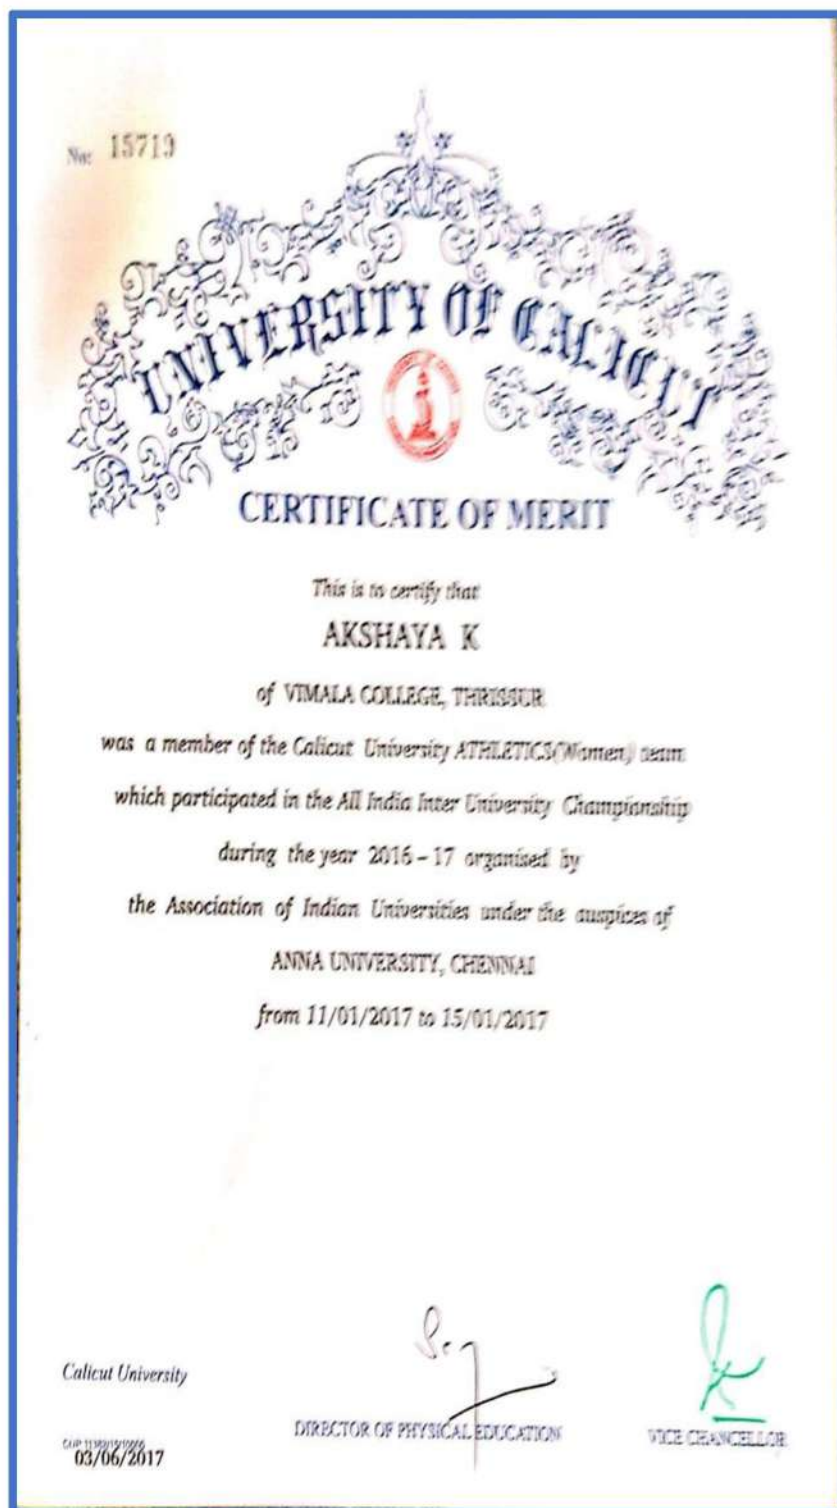 No: 15719
UNIVERSITY OF CALICUT
CERTIFICATE OF MERIT
This is to certify that
AKSHAYA K
of VIMALA COLLEGE, THRISSUR
was a member of the Calicut University ATHLETICS(Women) team
which participated in the All India Inter University Championship
during the year 2016 – 17 organised by
the Association of Indian Universities under the auspices of
ANNA UNIVERSITY, CHENNAI
from 11/01/2017 to 15/01/2017
Calicut University
DIRECTOR OF PHYSICAL EDUCATION
VICE CHANCELLOR
03/06/2017